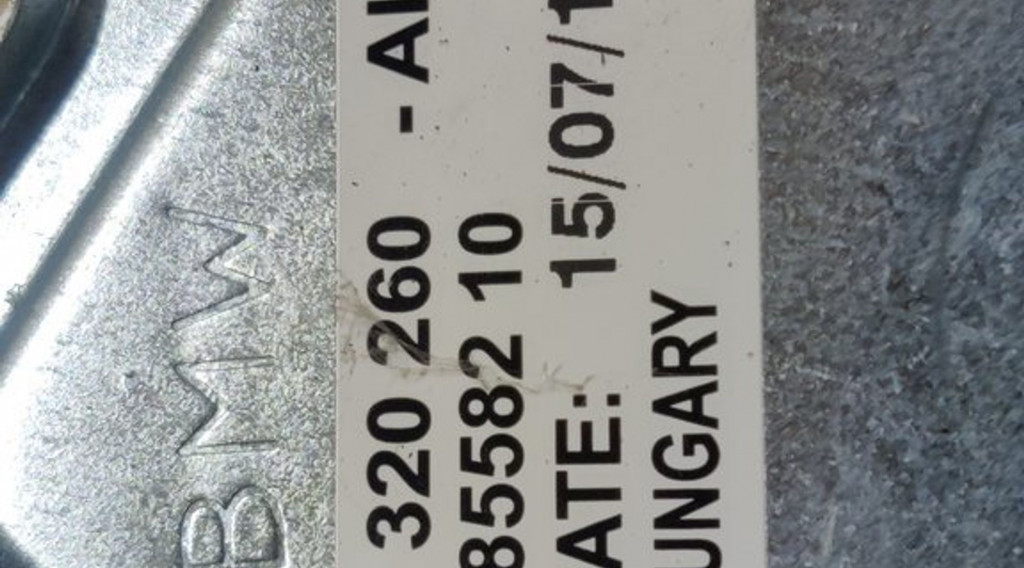 BMW
320 260 - A
85582 10
ATE: 15/07/1
UNGARY